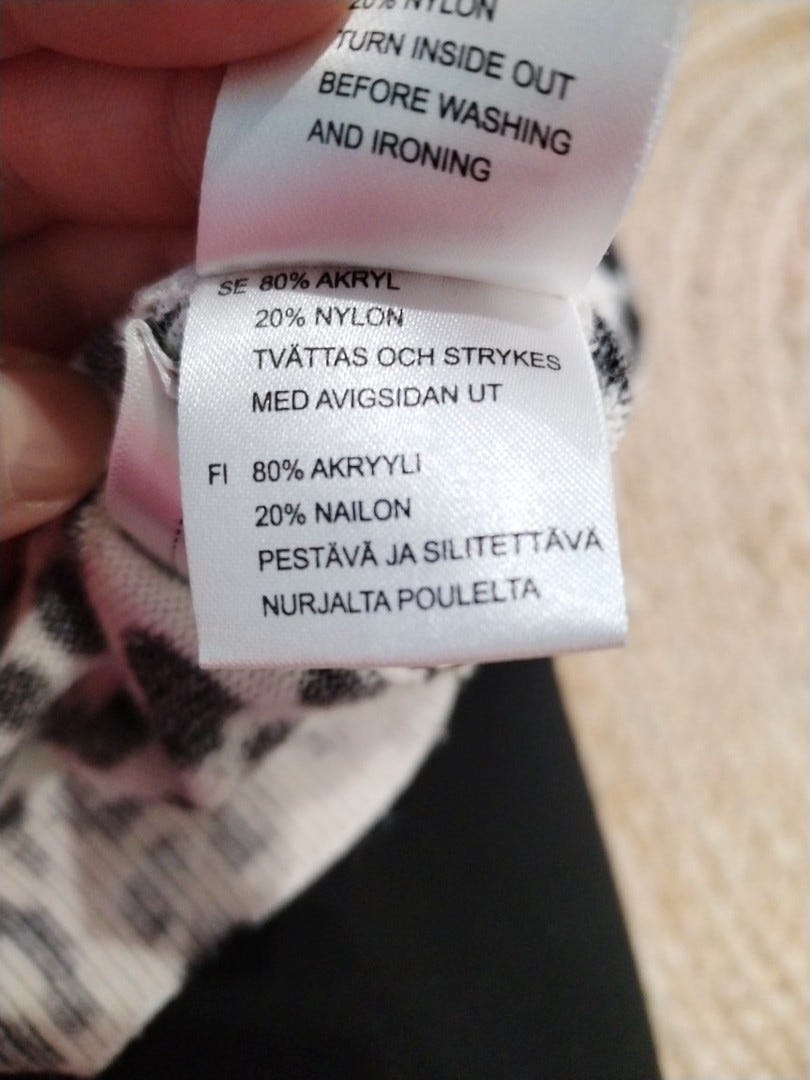 20% NYLON
TURN INSIDE OUT
BEFORE WASHING
AND IRONING
SE 80% AKRYL
20% NYLON
TVÄTTAS OCH STRYKES
MED AVIGSIDAN UT
FI 80% AKRYYLI
20% NAILON
PESTÄVÄ JA SILITETTÄVÄ
NURJALTA POULELTA